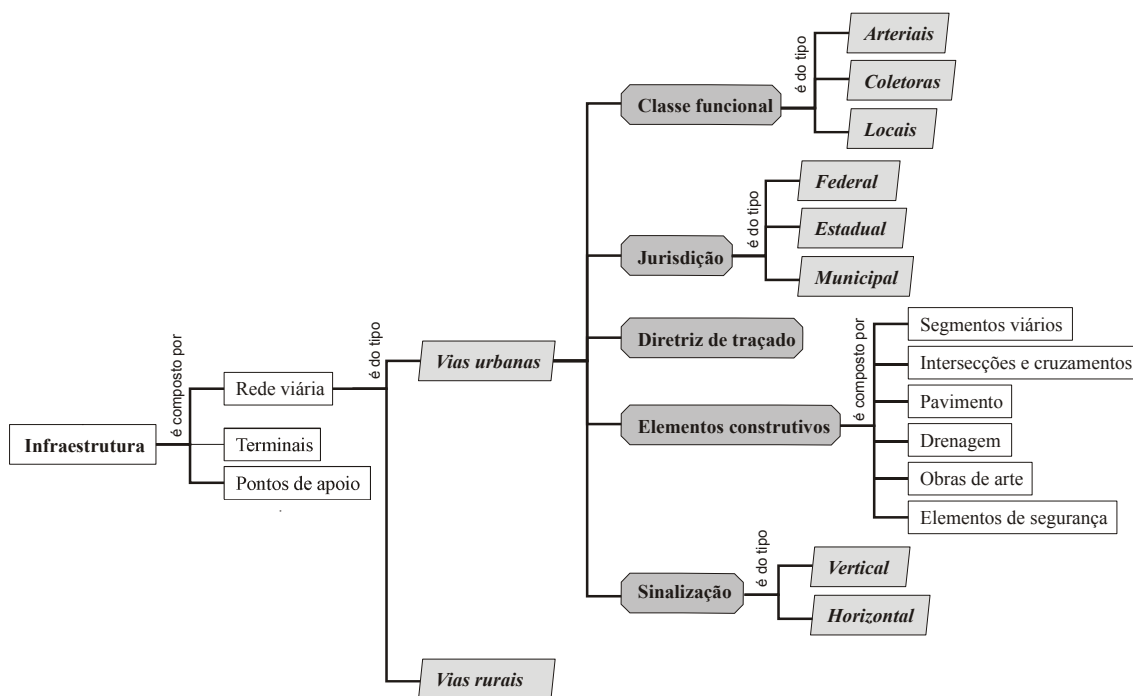 Infraestrutura
é composto por
Rede viária
Terminais
Pontos de apoio
é do tipo
Vias urbanas
Vias rurais
Classe funcional
é do tipo
Arteriais
Coletoras
Locais
Jurisdição
é do tipo
Federal
Estadual
Municipal
Diretriz de traçado
Elementos construtivos
é composto por
Segmentos viários
Intersecções e cruzamentos
Pavimento
Drenagem
Obras de arte
Elementos de segurança
Sinalização
é do tipo
Vertical
Horizontal